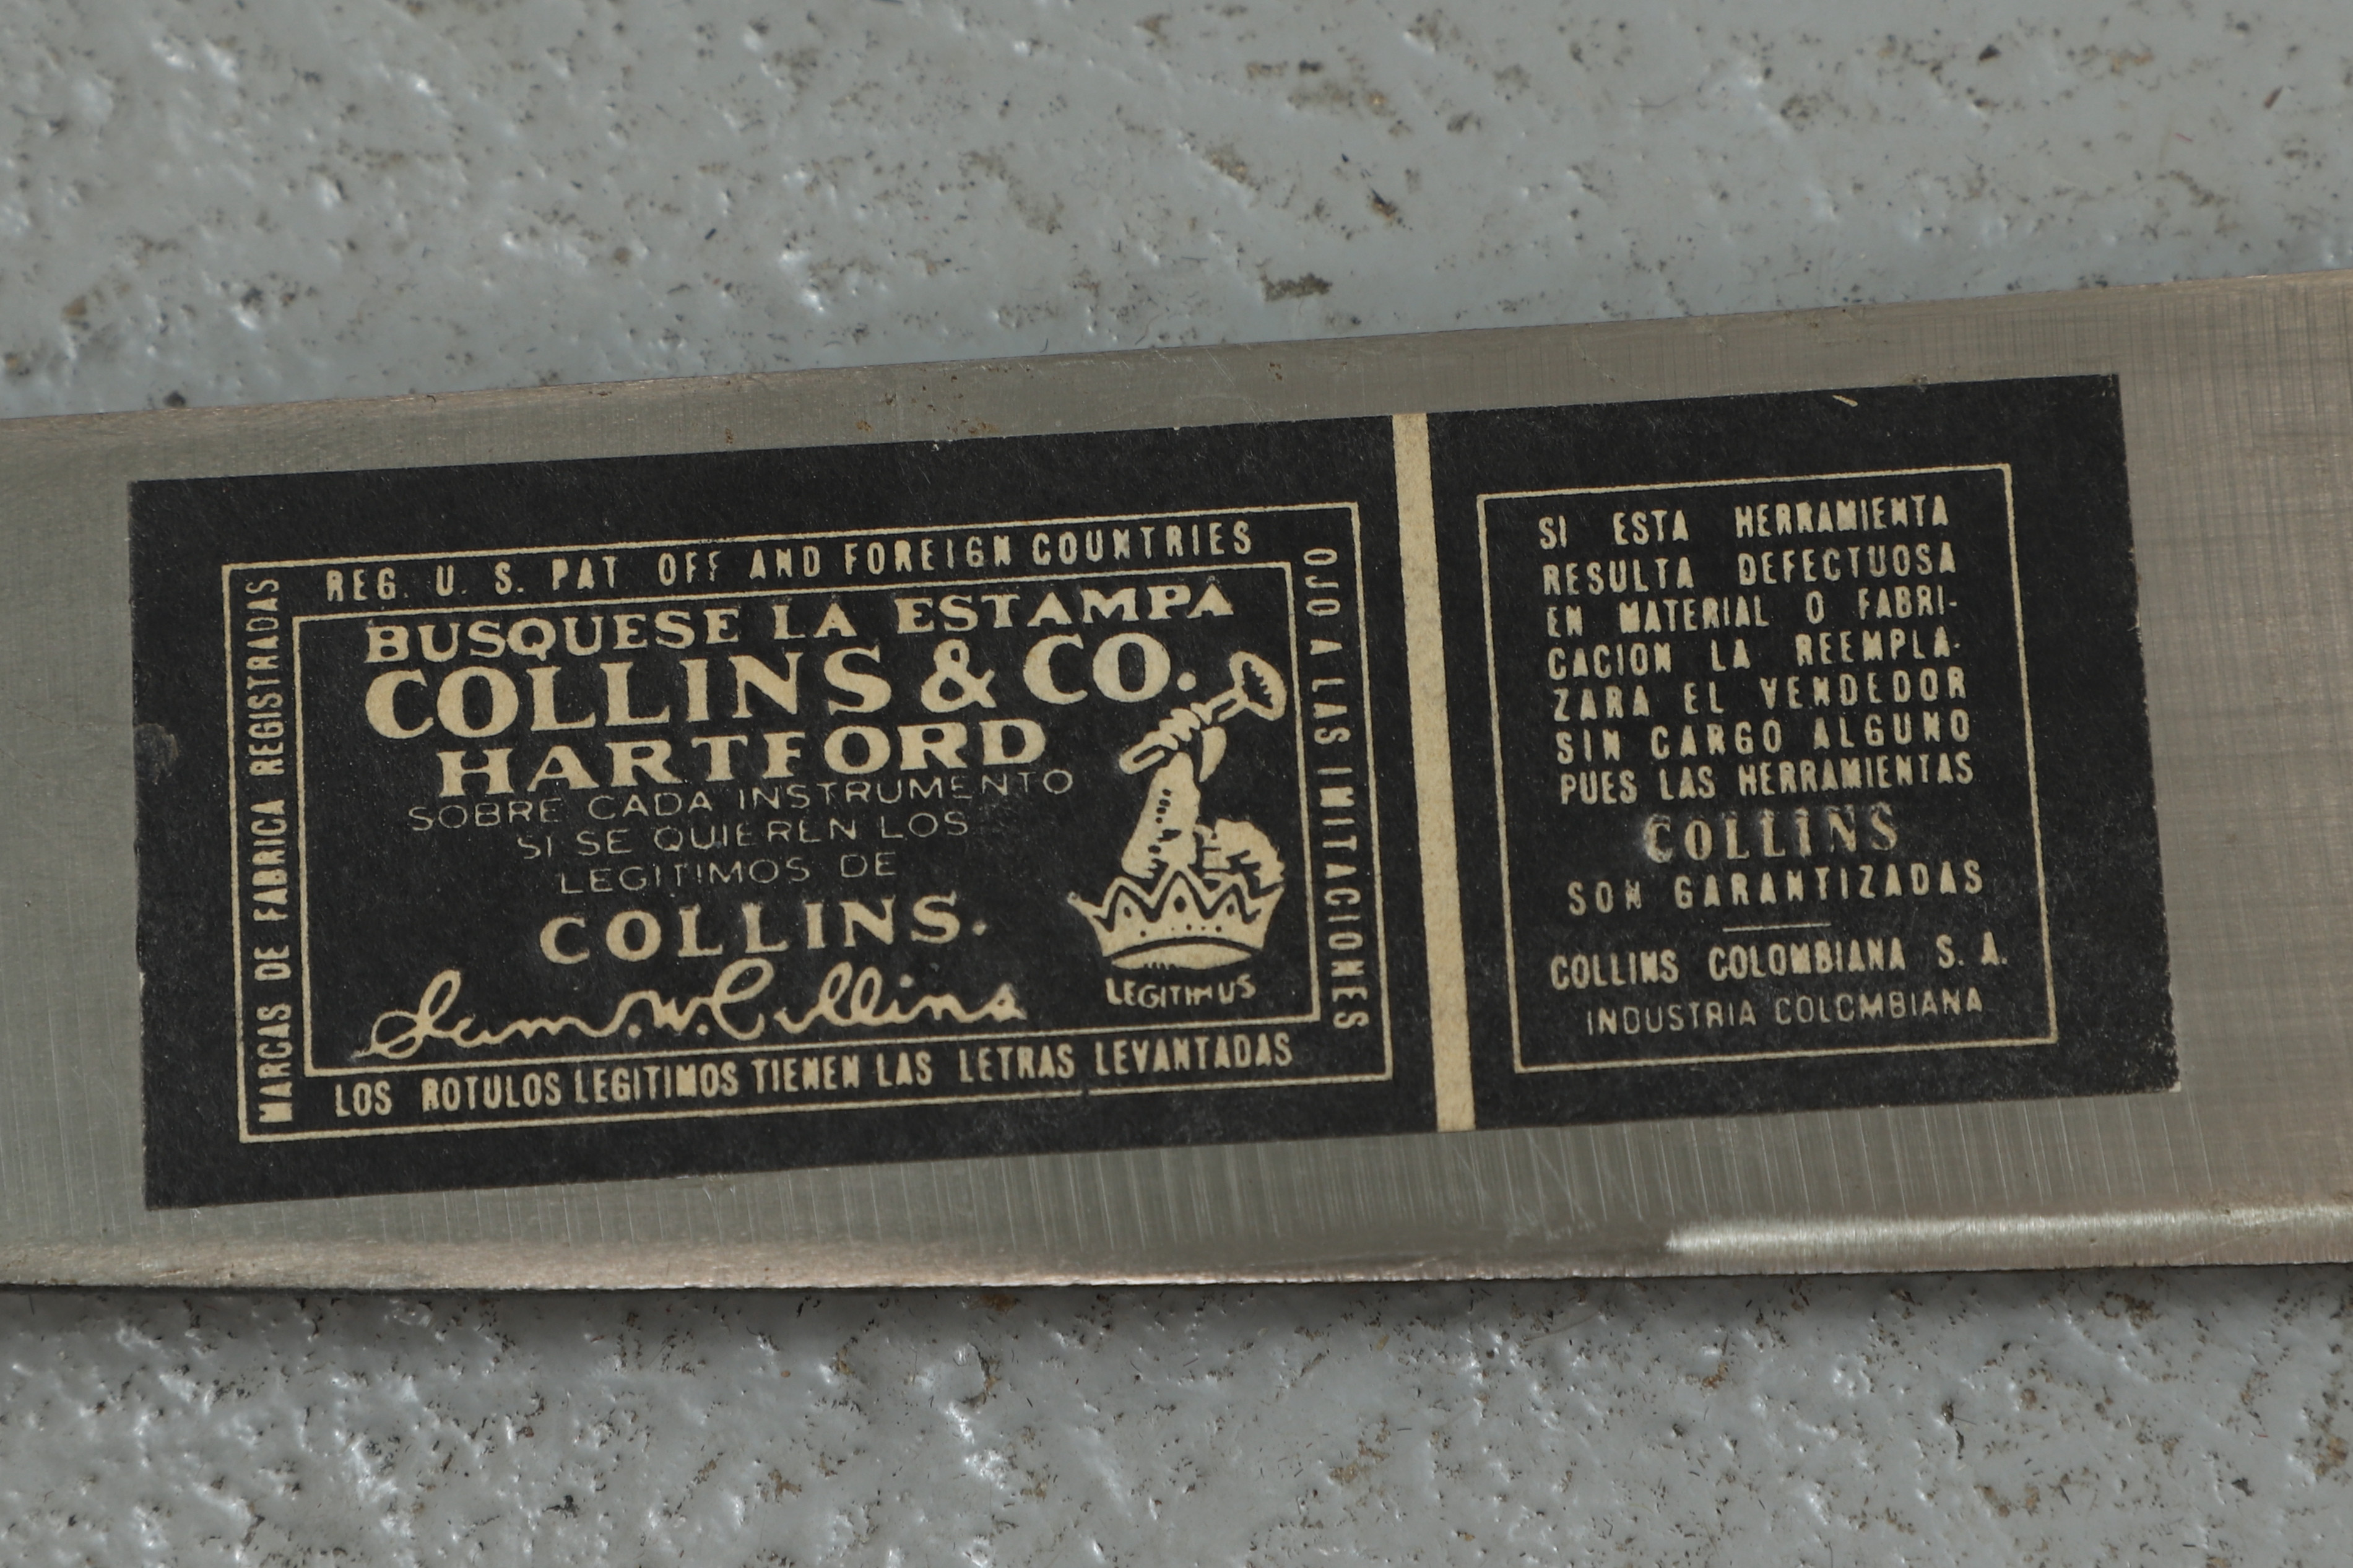 REG. U. S. PAT OFF AND FOREIGN COUNTRIES
MARCAS DE FABRICA REGISTRADAS
BUSQUESE LA ESTAMPA
COLLINS & CO.
HARTFORD
SOBRE CADA INSTRUMENTO
SI SE QUIEREN LOS
LEGITIMOS DE
COLLINS.
Sam. W. Collins
LEGITIMUS
OJO A LAS IMITACIONES
LOS ROTULOS LEGITIMOS TIENEN LAS LETRAS LEVANTADAS
SI ESTA HERRAMIENTA
RESULTA DEFECTUOSA
EN MATERIAL O FABRI-
CACION LA REEMPLA-
ZARA EL VENDEDOR
SIN CARGO ALGUNO
PUES LAS HERRAMIENTAS
COLLINS
SON GARANTIZADAS
COLLINS COLOMBIANA S. A.
INDUSTRIA COLOMBIANA